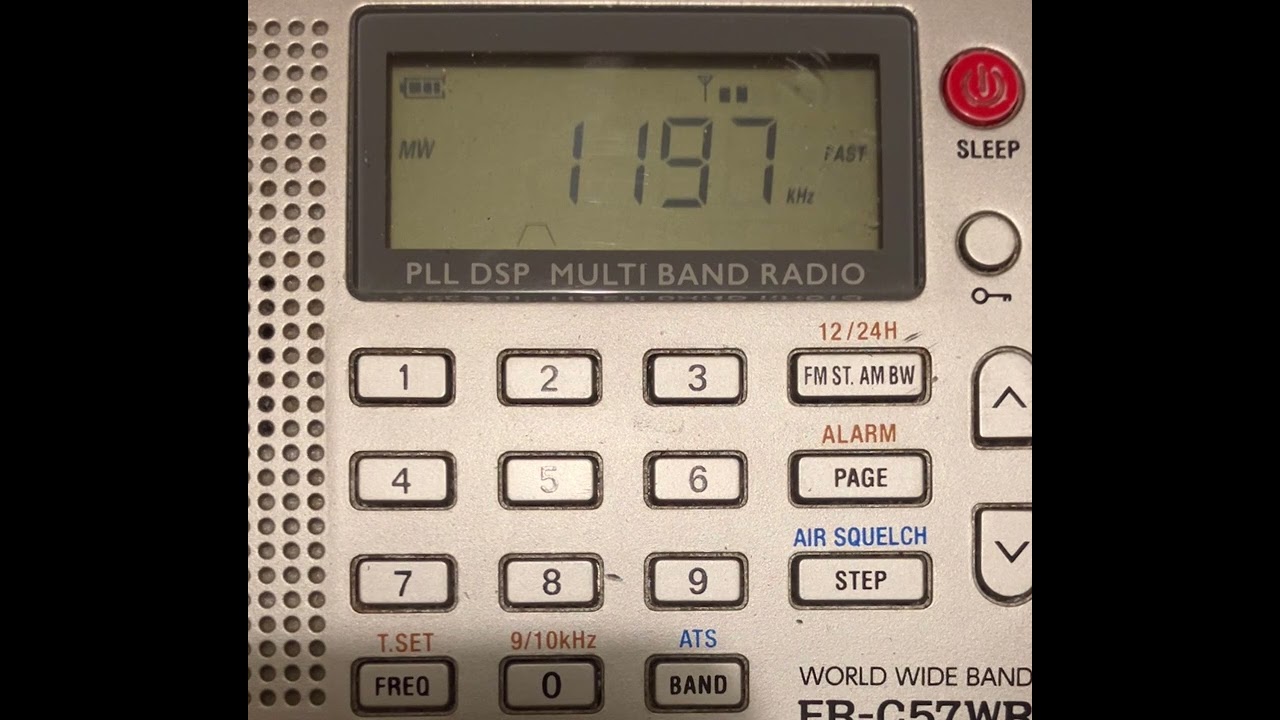 MW
1197
KHz
FAST
PLL DSP MULTI BAND RADIO
SLEEP
12/24H
1
2
3
FM ST. AM BW
ALARM
4
5
6
PAGE
AIR SQUELCH
7
8
9
STEP
T.SET
9/10kHz
ATS
FREQ
0
BAND
WORLD WIDE BAND
ER-C57WR